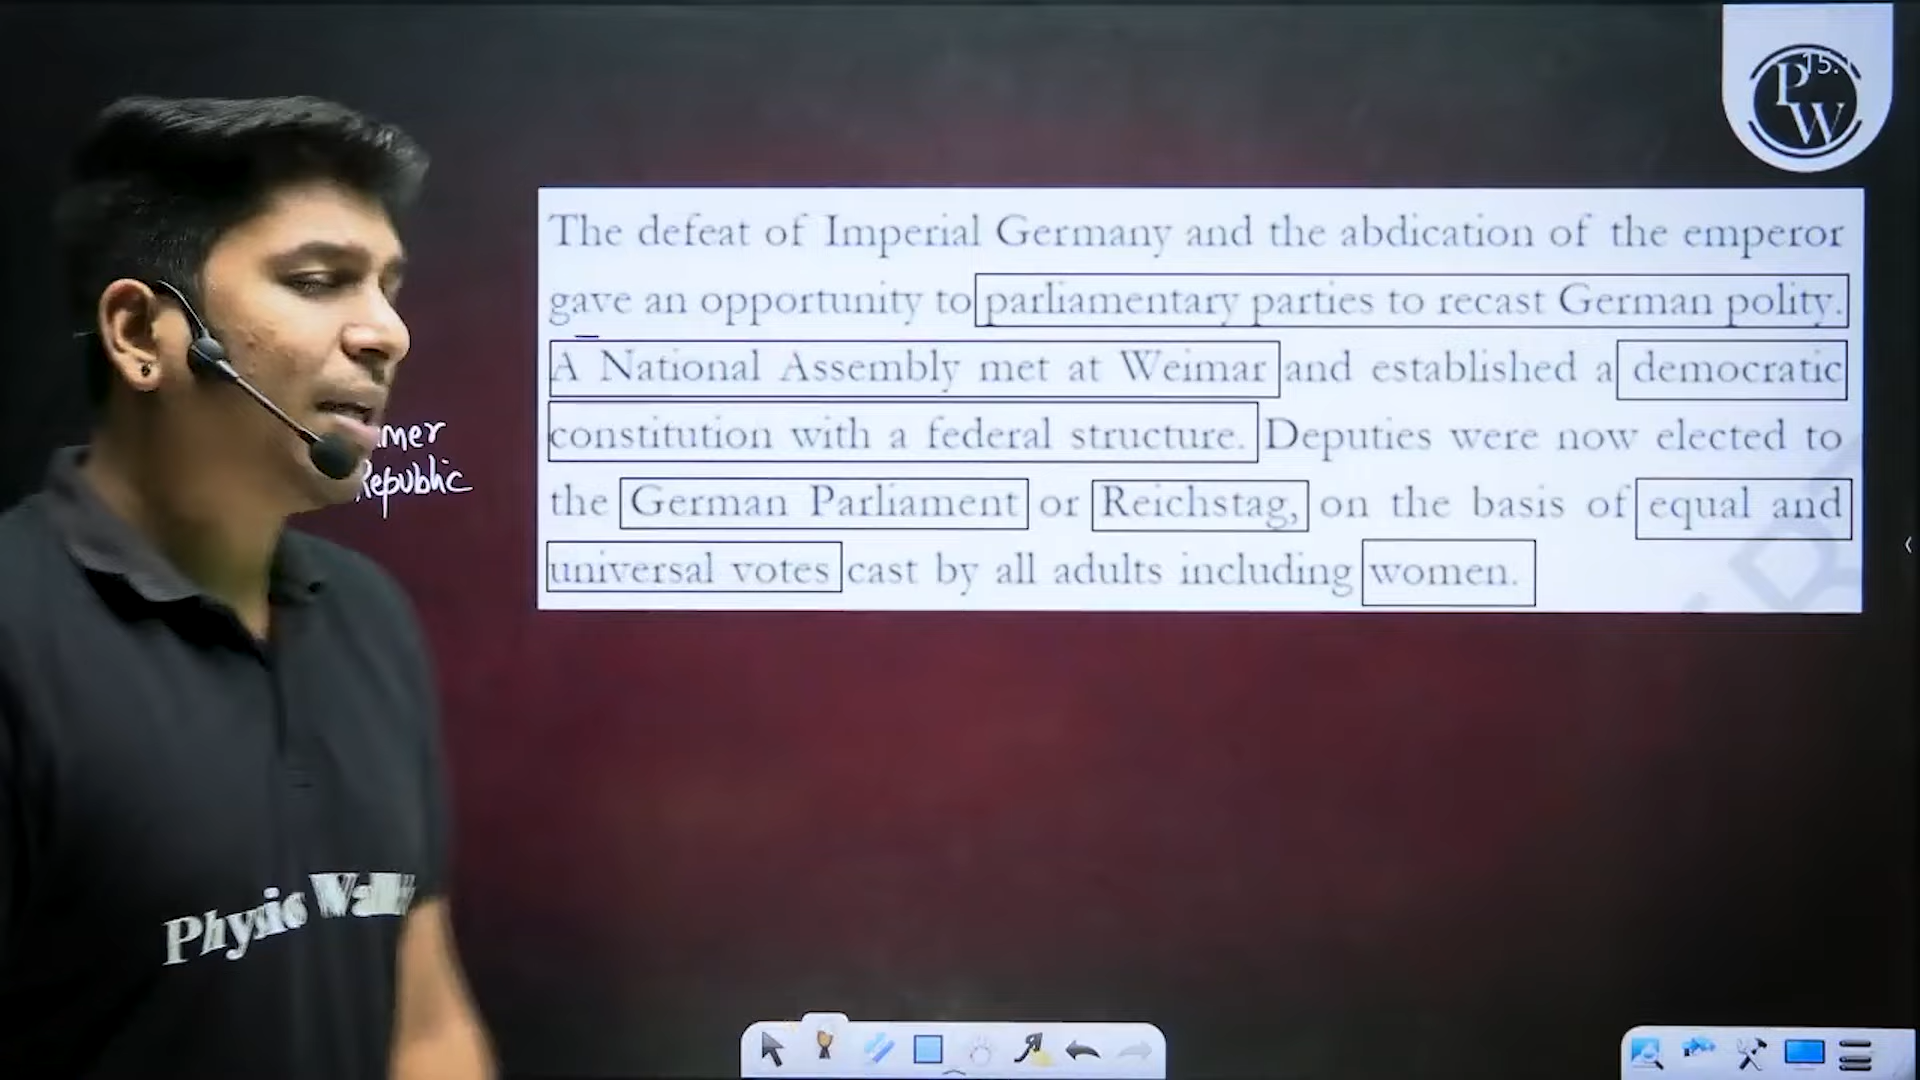 P 15.
W
The defeat of Imperial Germany and the abdication of the emperor
gave an opportunity to parliamentary parties to recast German polity.
A National Assembly met at Weimar and established a democratic
constitution with a federal structure. Deputies were now elected to
the German Parliament or Reichstag, on the basis of equal and
universal votes cast by all adults including women.
Republic
Physic